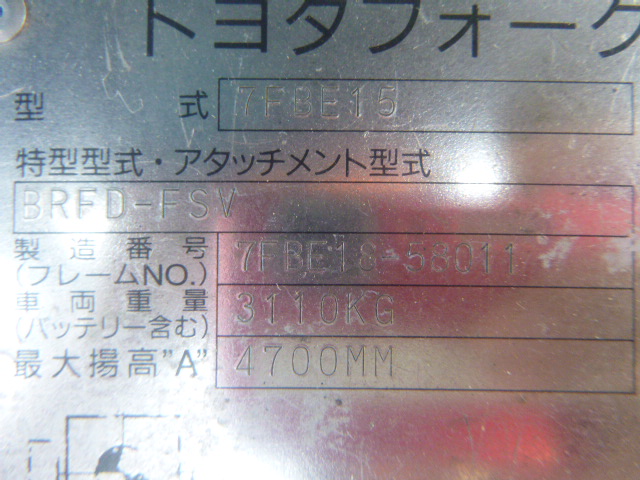 トヨタフォーク
型 式 7FBE15
特型型式・アタッチメント型式
BRFD-FSV
製造番号
(フレームNO.) 7FBE18-58011
車両重量
(バッテリー含む) 3110KG
最大揚高"A" 4700MM